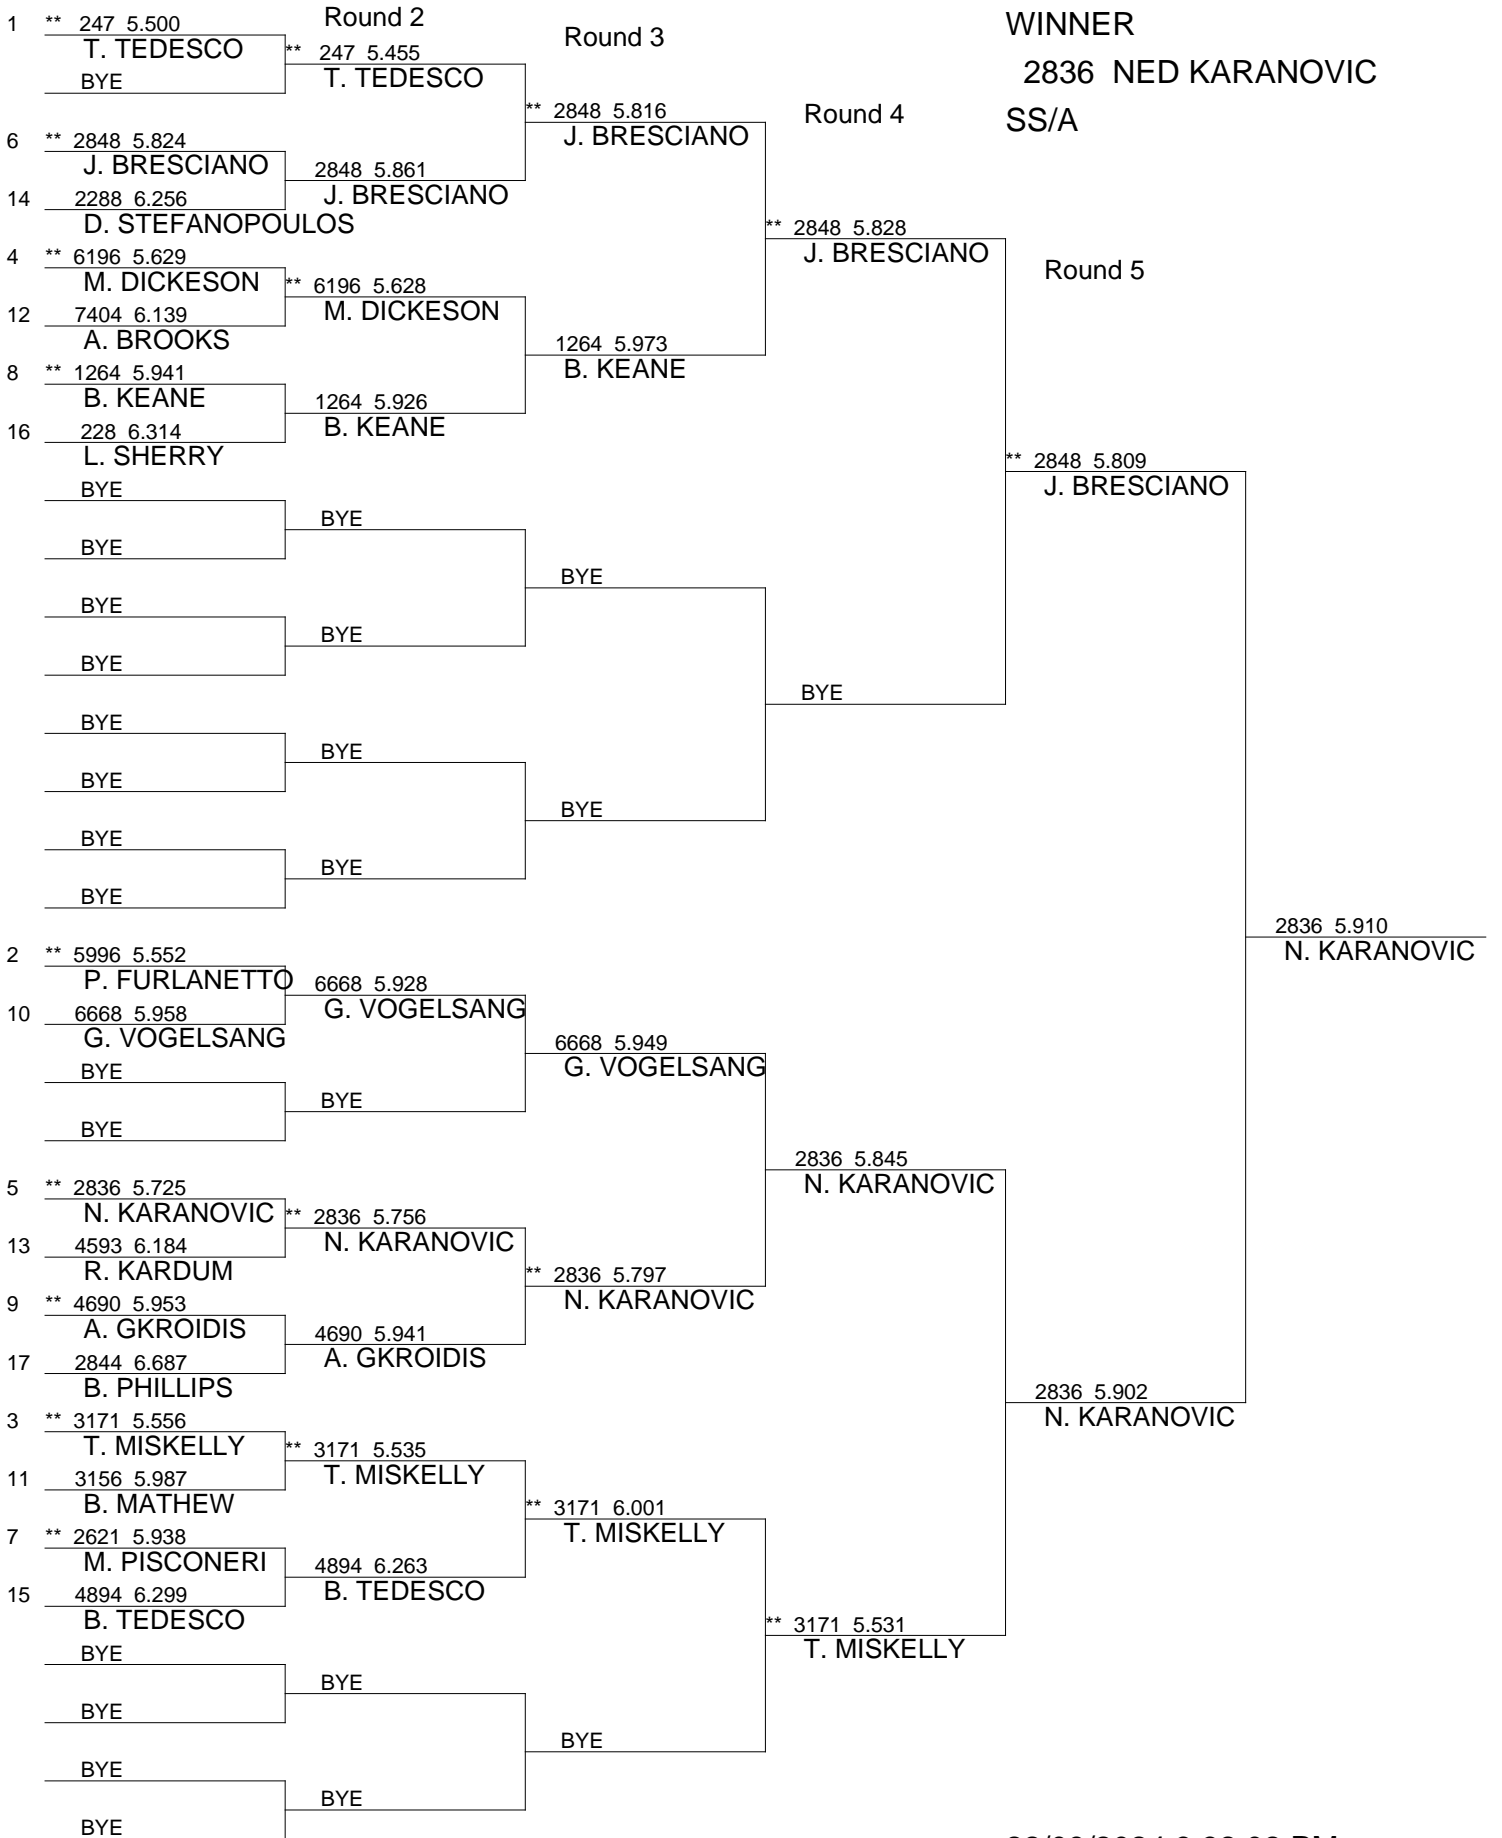 Round 2
Round 3
Round 4
Round 5
WINNER
2836 NED KARANOVIC
SS/A
1 ** 247 5.500
T. TEDESCO
BYE
6 ** 2848 5.824
J. BRESCIANO
14 2288 6.256
D. STEFANOPOULOS
4 ** 6196 5.629
M. DICKESON
12 7404 6.139
A. BROOKS
8 ** 1264 5.941
B. KEANE
16 228 6.314
L. SHERRY
BYE
BYE
BYE
BYE
BYE
BYE
BYE
BYE
2 ** 5996 5.552
P. FURLANETTO
10 6668 5.958
G. VOGELSANG
BYE
BYE
5 ** 2836 5.725
N. KARANOVIC
13 4593 6.184
R. KARDUM
9 ** 4690 5.953
A. GKROIDIS
17 2844 6.687
B. PHILLIPS
3 ** 3171 5.556
T. MISKELLY
11 3156 5.987
B. MATHEW
7 ** 2621 5.938
M. PISCONERI
15 4894 6.299
B. TEDESCO
BYE
BYE
BYE
BYE
** 247 5.455
T. TEDESCO
2848 5.861
J. BRESCIANO
** 6196 5.628
M. DICKESON
1264 5.926
B. KEANE
BYE
BYE
BYE
BYE
6668 5.928
G. VOGELSANG
BYE
** 2836 5.756
N. KARANOVIC
4690 5.941
A. GKROIDIS
** 3171 5.535
T. MISKELLY
4894 6.263
B. TEDESCO
BYE
BYE
** 2848 5.816
J. BRESCIANO
1264 5.973
B. KEANE
BYE
BYE
6668 5.949
G. VOGELSANG
** 2836 5.797
N. KARANOVIC
** 3171 6.001
T. MISKELLY
BYE
** 2848 5.828
J. BRESCIANO
BYE
2836 5.845
N. KARANOVIC
** 3171 5.531
T. MISKELLY
** 2848 5.809
J. BRESCIANO
2836 5.902
N. KARANOVIC
2836 5.910
N. KARANOVIC